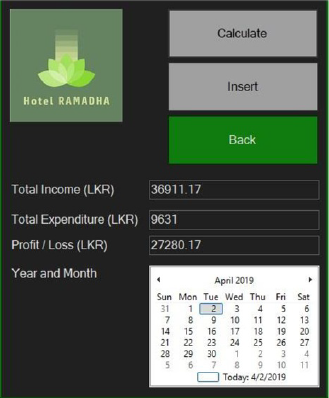 Hotel RAMADHA
Calculate
Insert
Back
Total Income (LKR) 36911.17
Total Expenditure (LKR) 9631
Profit / Loss (LKR) 27280.17
Year and Month
April 2019
Sun Mon Tue Wed Thu Fri Sat
31 1 2 3 4 5 6
7 8 9 10 11 12 13
14 15 16 17 18 19 20
21 22 23 24 25 26 27
28 29 30 1 2 3 4
5 6 7 8 9 10 11
Today: 4/2/2019